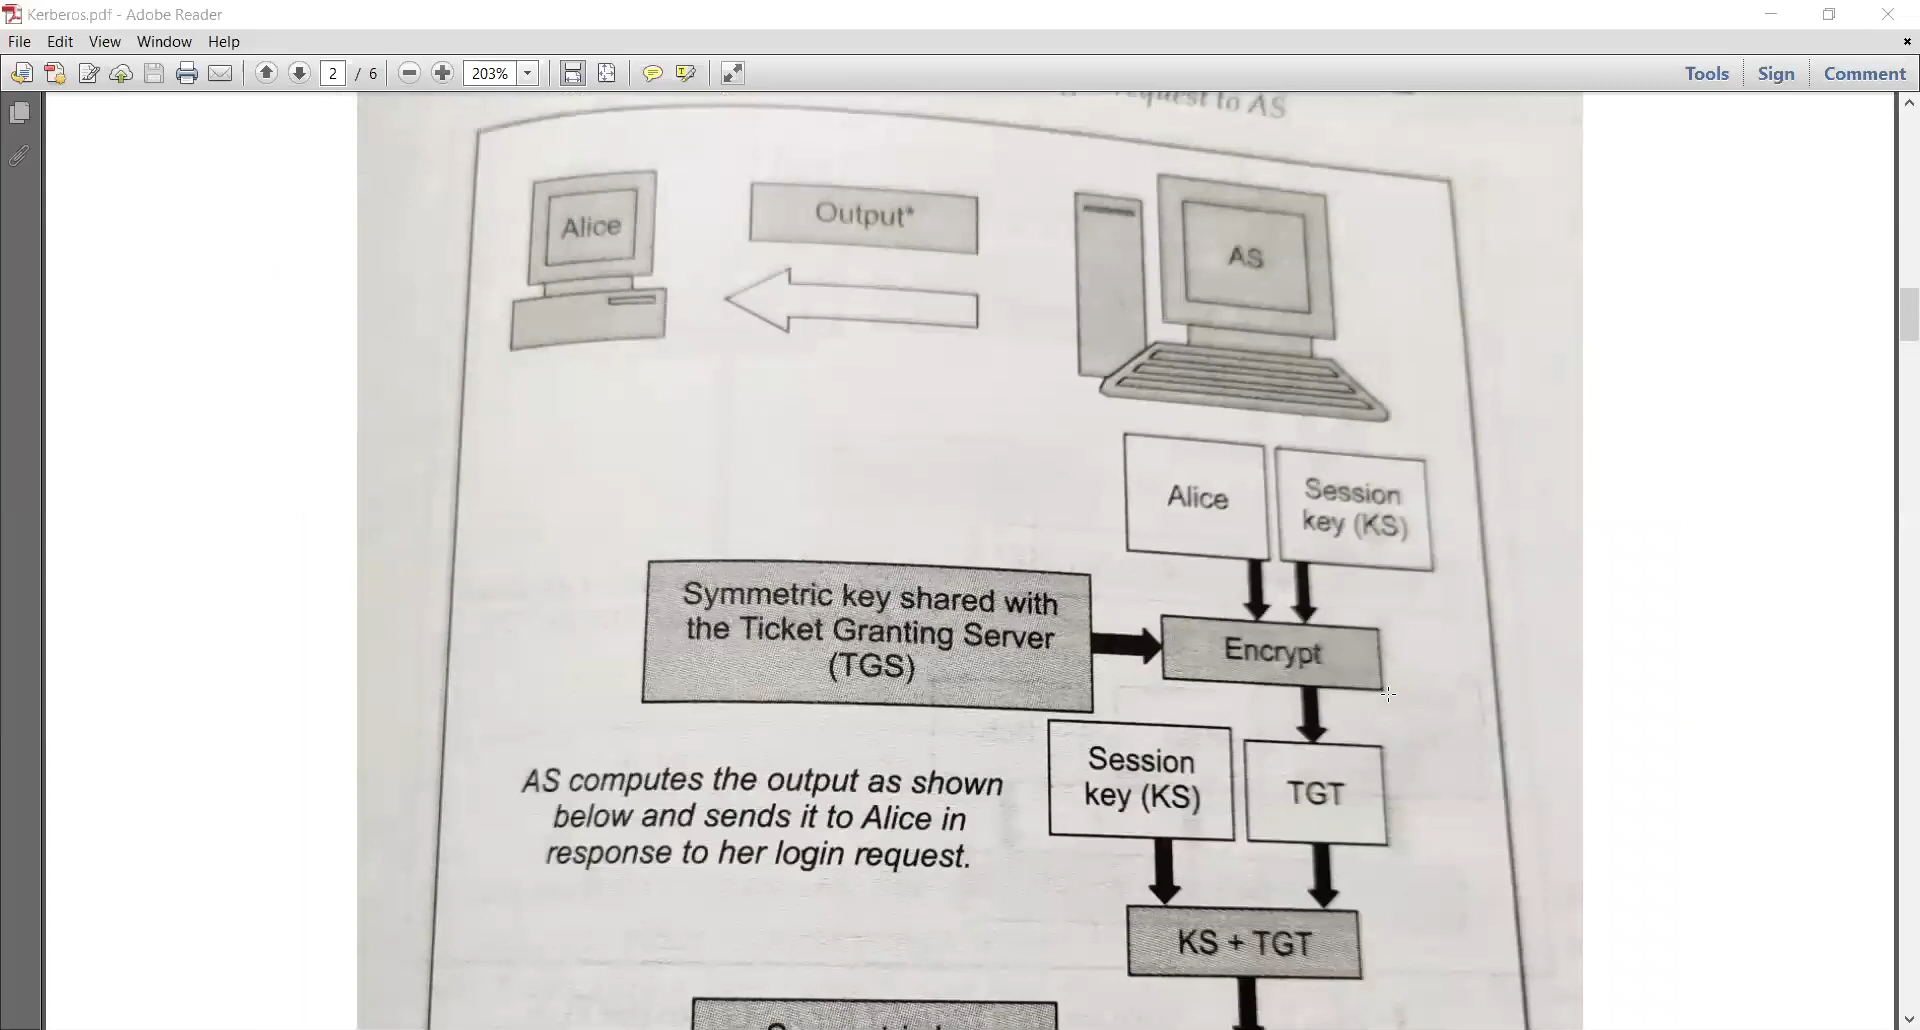 Kerberos.pdf - Adobe Reader
File Edit View Window Help
2 / 6 203% Tools Sign Comment
to AS
Alice
Output*
AS
Alice
Session
key (KS)
Symmetric key shared with
the Ticket Granting Server
(TGS)
Encrypt
Session
key (KS)
TGT
AS computes the output as shown
below and sends it to Alice in
response to her login request.
KS + TGT